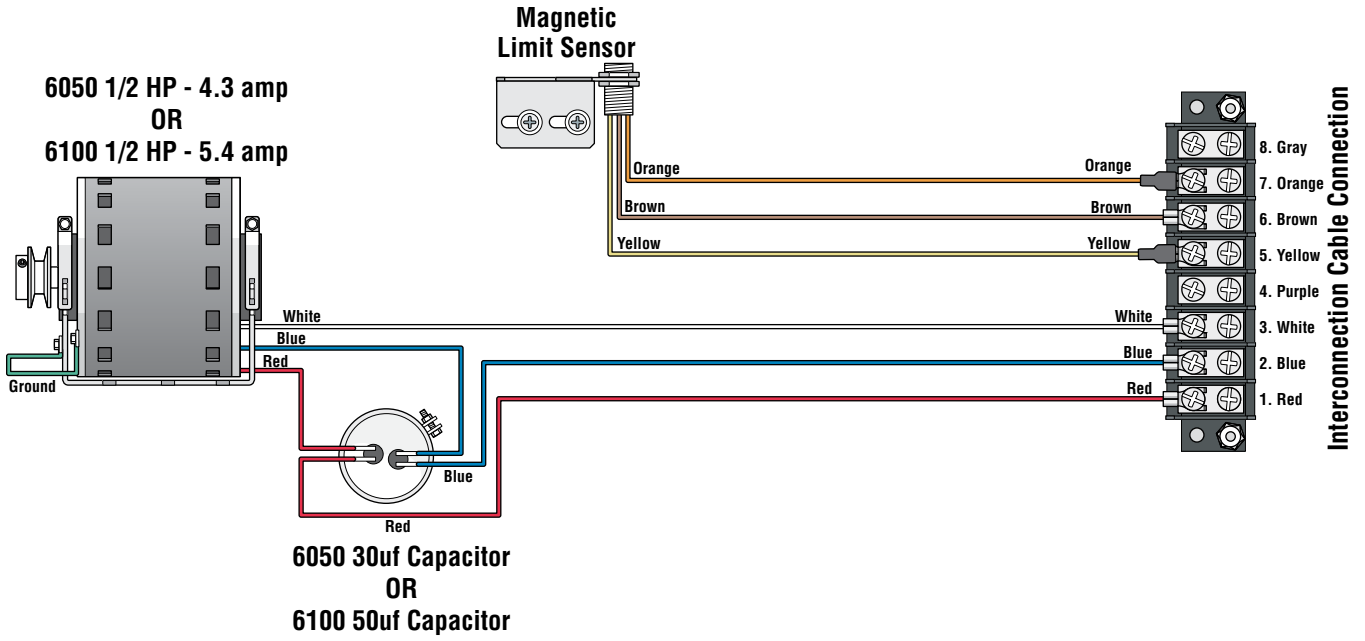 Magnetic
Limit Sensor
6050 1/2 HP - 4.3 amp
OR
6100 1/2 HP - 5.4 amp
Orange
Brown
Yellow
Orange
Brown
Yellow
White
Blue
Red
White
Blue
Red
Ground
Blue
Red
6050 30uf Capacitor
OR
6100 50uf Capacitor
8. Gray
7. Orange
6. Brown
5. Yellow
4. Purple
3. White
2. Blue
1. Red
Interconnection Cable Connection